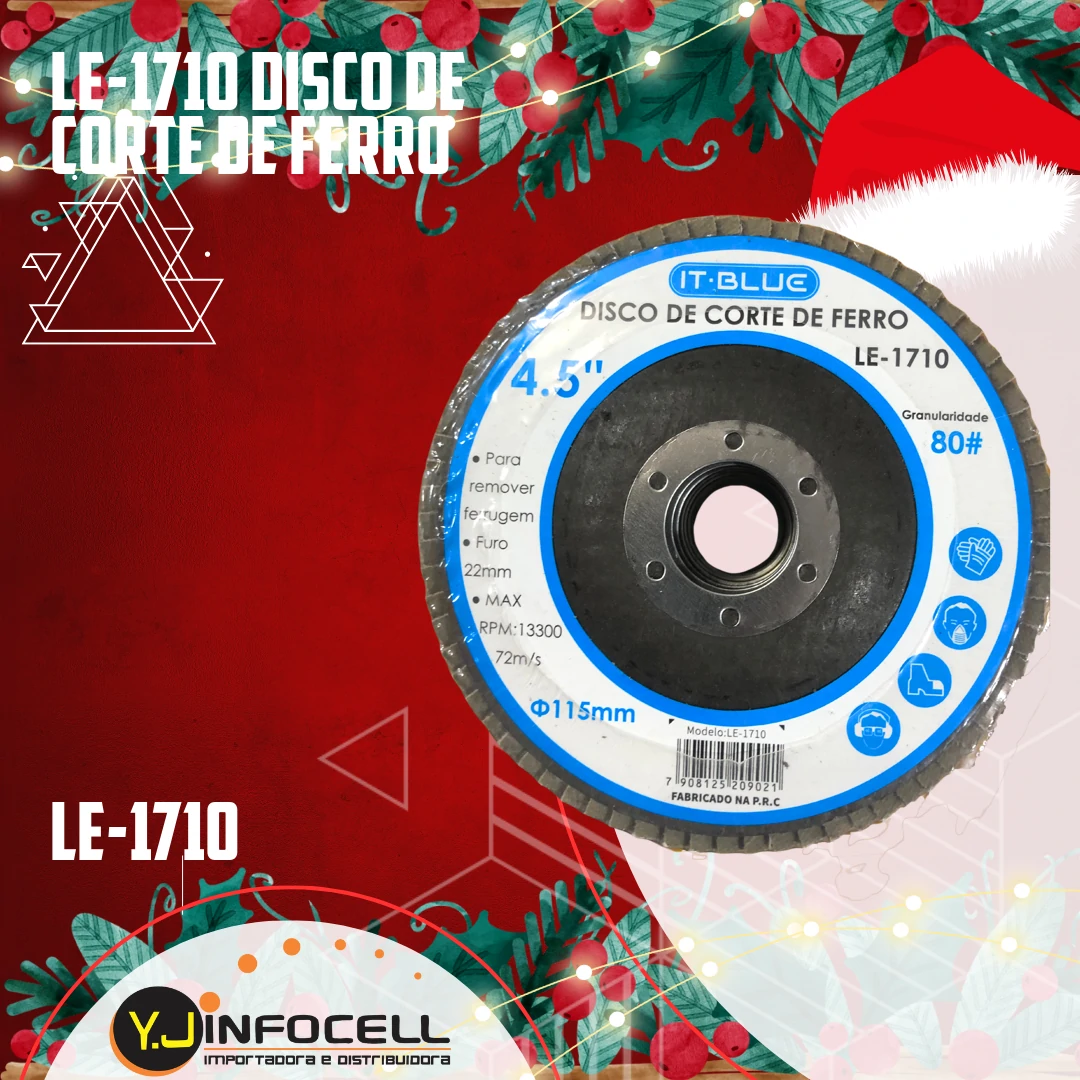 LE-1710 DISCO DE
CORTE DE FERRO
IT·BLUE
DISCO DE CORTE DE FERRO
LE-1710
4.5"
Granularidade
80#
• Para
remover
ferrugem
• Furo
22mm
• MAX
RPM:13300
72m/s
Φ115mm
Modelo:LE-1710
7 908125 209021
FABRICADO NA P.R.C
LE-1710
Y.J INFOCELL
IMPORTADORA E DISTRIBUIDORA